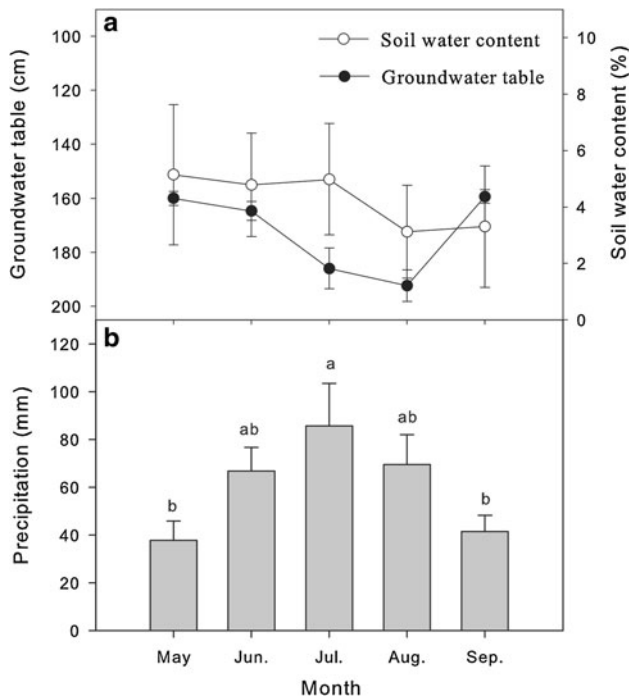 a
Soil water content
Groundwater table
Groundwater table (cm)
100
120
140
160
180
200
Soil water content (%)
10
8
6
4
2
0
b
Precipitation (mm)
120
100
80
60
40
20
0
b
ab
a
ab
b
May Jun. Jul. Aug. Sep.
Month